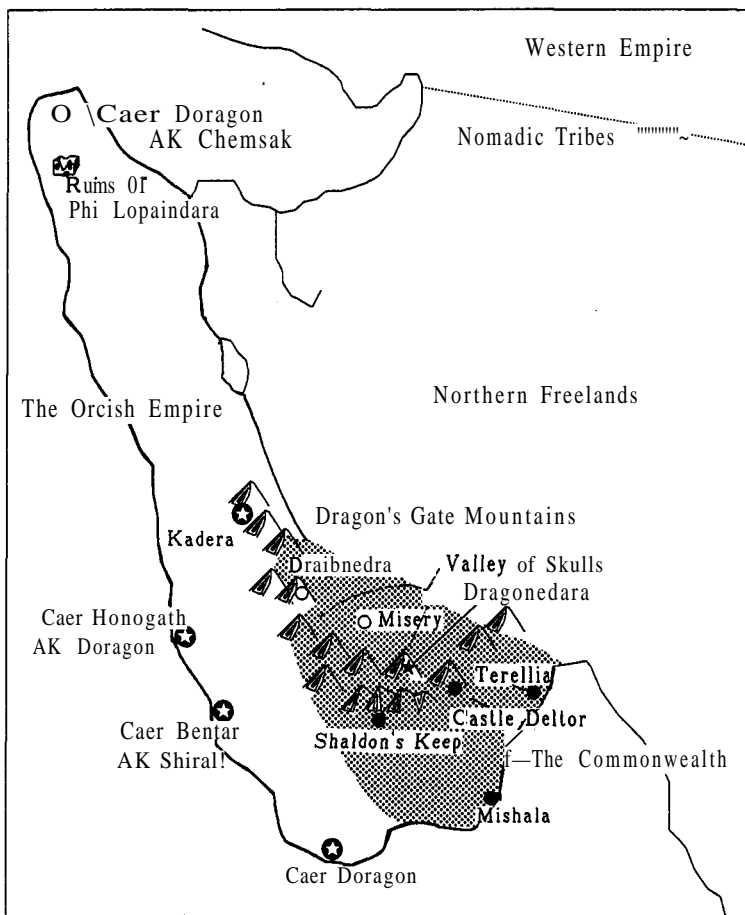 Western Empire
O \Caer Doragon
AK Chemsak
Nomadic Tribes """""~
Ruins Of
Phi Lopaindara
The Orcish Empire
Northern Freelands
Dragon's Gate Mountains
Kadera
Draibnedra
Valley of Skulls
Dragonedara
Caer Honogath
AK Doragon
Misery
Terellia
Castle Deltor
Caer Bentar
AK Shiral!
Shaldon's Keep
f—The Commonwealth
Mishala
Caer Doragon